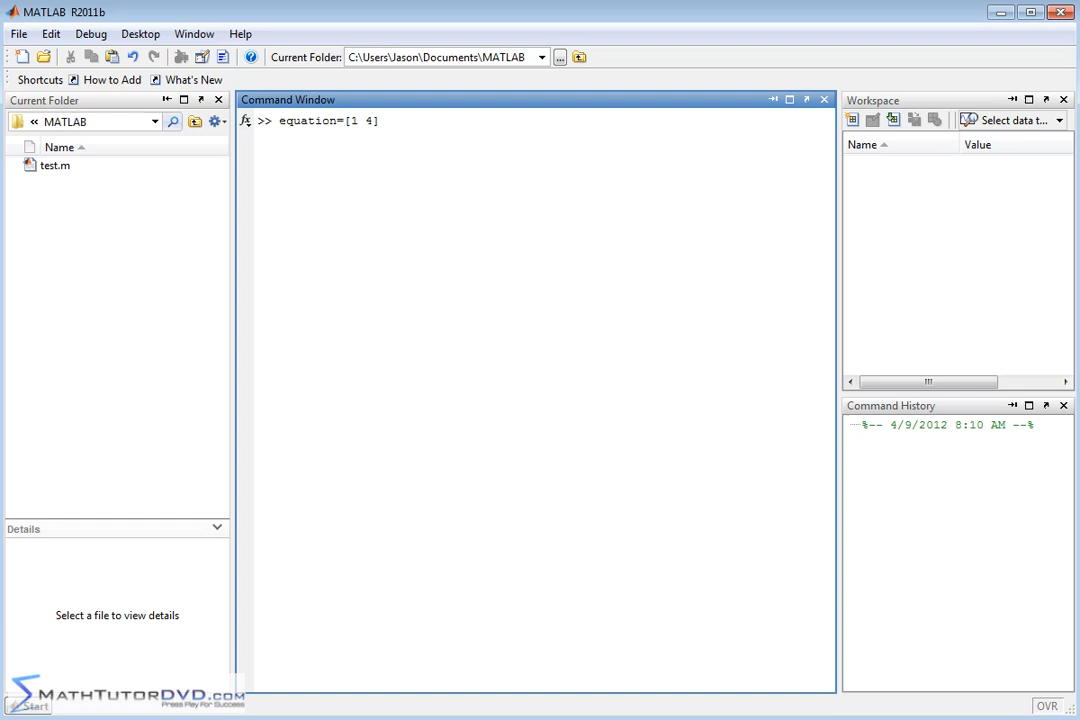 MATLAB R2011b
File Edit Debug Desktop Window Help
Current Folder: C:\Users\Jason\Documents\MATLAB ...
Shortcuts How to Add What's New
Current Folder
« MATLAB
Name
test.m
Details
Select a file to view details
Command Window
fx >> equation=[1 4]
Workspace
Select data t...
Name Value
Command History
%-- 4/9/2012 8:10 AM --%
MATHTUTORDVD.COM
Press Play For Success
Start
OVR